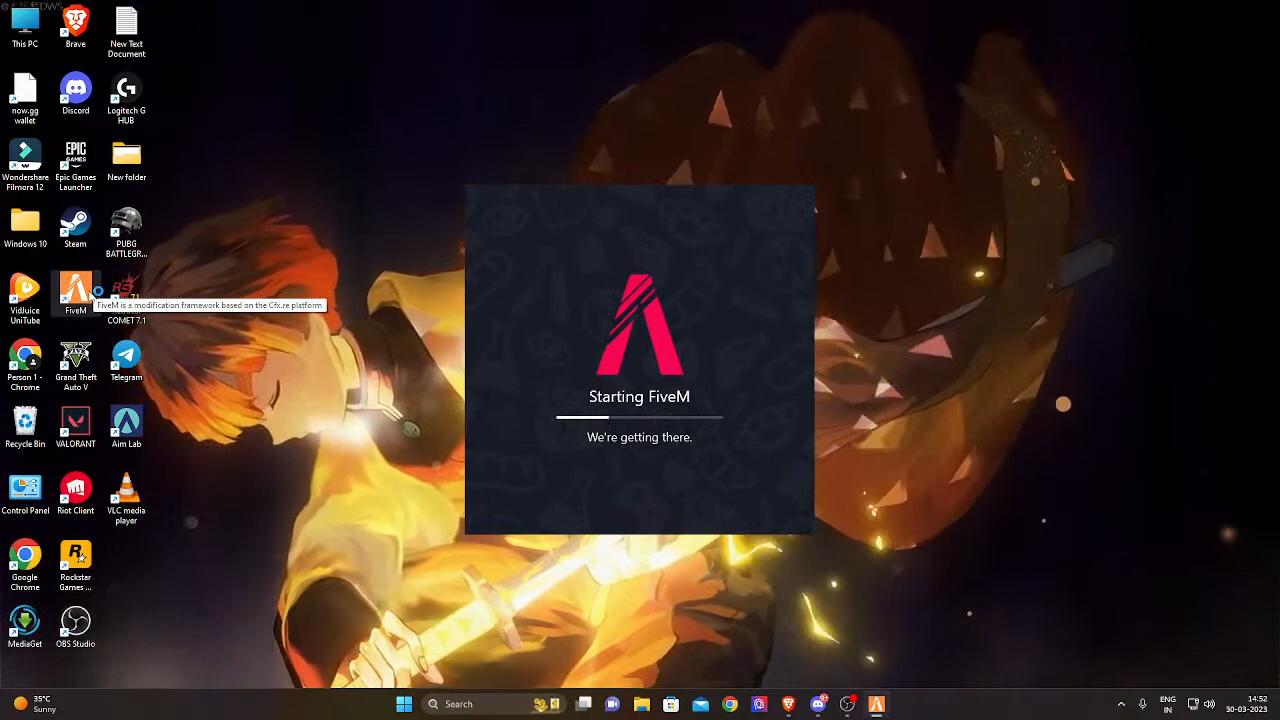 This PC
Brave
New Text
Document
now.gg
wallet
Discord
Logitech G
HUB
Wondershare
Filmora 12
EPIC
GAMES
Epic Games
Launcher
New folder
Windows 10
Steam
PUBG
BATTLEGR...
VidJuice
UniTube
FiveM
COMET 7.1
FiveM is a modification framework based on the Cfx.re platform
Person 1 -
Chrome
Grand Theft
Auto V
Telegram
Recycle Bin
VALORANT
Aim Lab
Control Panel
Riot Client
VLC media
player
Google
Chrome
Rockstar
Games ...
MediaGet
OBS Studio
Starting FiveM
We're getting there.
35°C
Sunny
Search
ENG
IN
14:52